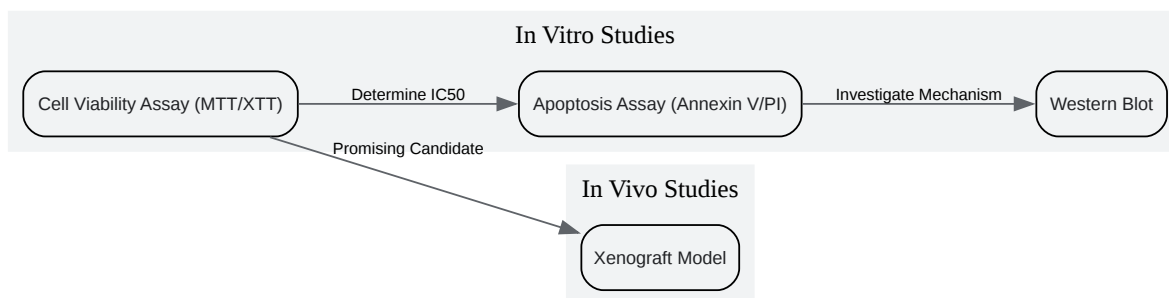 In Vitro Studies
Cell Viability Assay (MTT/XTT)
Determine IC50
Apoptosis Assay (Annexin V/PI)
Investigate Mechanism
Western Blot
Promising Candidate
In Vivo Studies
Xenograft Model